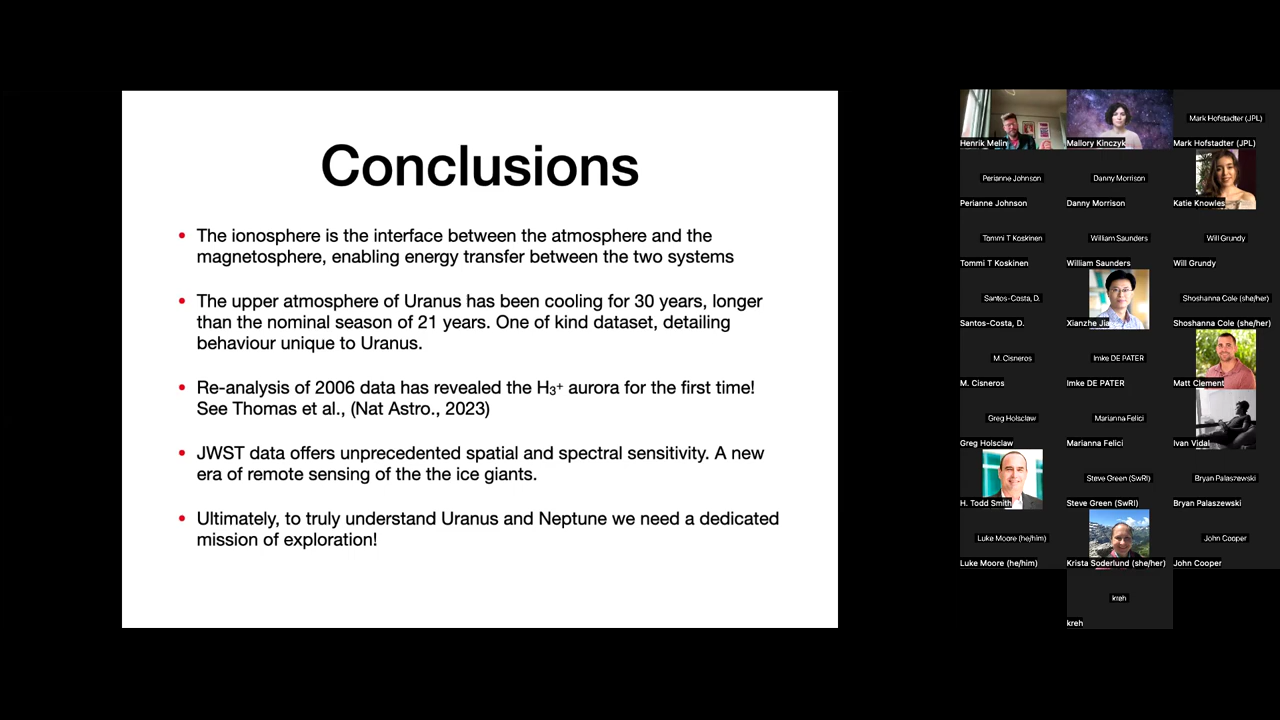 Conclusions
• The ionosphere is the interface between the atmosphere and the
magnetosphere, enabling energy transfer between the two systems
• The upper atmosphere of Uranus has been cooling for 30 years, longer
than the nominal season of 21 years. One of kind dataset, detailing
behaviour unique to Uranus.
• Re-analysis of 2006 data has revealed the H₃⁺ aurora for the first time!
See Thomas et al., (Nat Astro., 2023)
• JWST data offers unprecedented spatial and spectral sensitivity. A new
era of remote sensing of the the ice giants.
• Ultimately, to truly understand Uranus and Neptune we need a dedicated
mission of exploration!
Mark Hofstadter (JPL)
Henrik Melin Mallory Kinczyk Mark Hofstadter (JPL)
Perianne Johnson Danny Morrison
Perianne Johnson Danny Morrison Katie Knowles
Tommi T Koskinen William Saunders Will Grundy
Tommi T Koskinen William Saunders Will Grundy
Santos-Costa, D. Shoshanna Cole (she/her)
Santos-Costa, D. Xianzhe Jia Shoshanna Cole (she/her)
M. Cisneros Imke DE PATER
M. Cisneros Imke DE PATER Matt Clement
Greg Holsclaw Marianna Felici
Greg Holsclaw Marianna Felici Ivan Vidal
Steve Green (SwRI) Bryan Palaszewski
H. Todd Smith Steve Green (SwRI) Bryan Palaszewski
Luke Moore (he/him) John Cooper
Luke Moore (he/him) Krista Soderlund (she/her) John Cooper
kreh
kreh